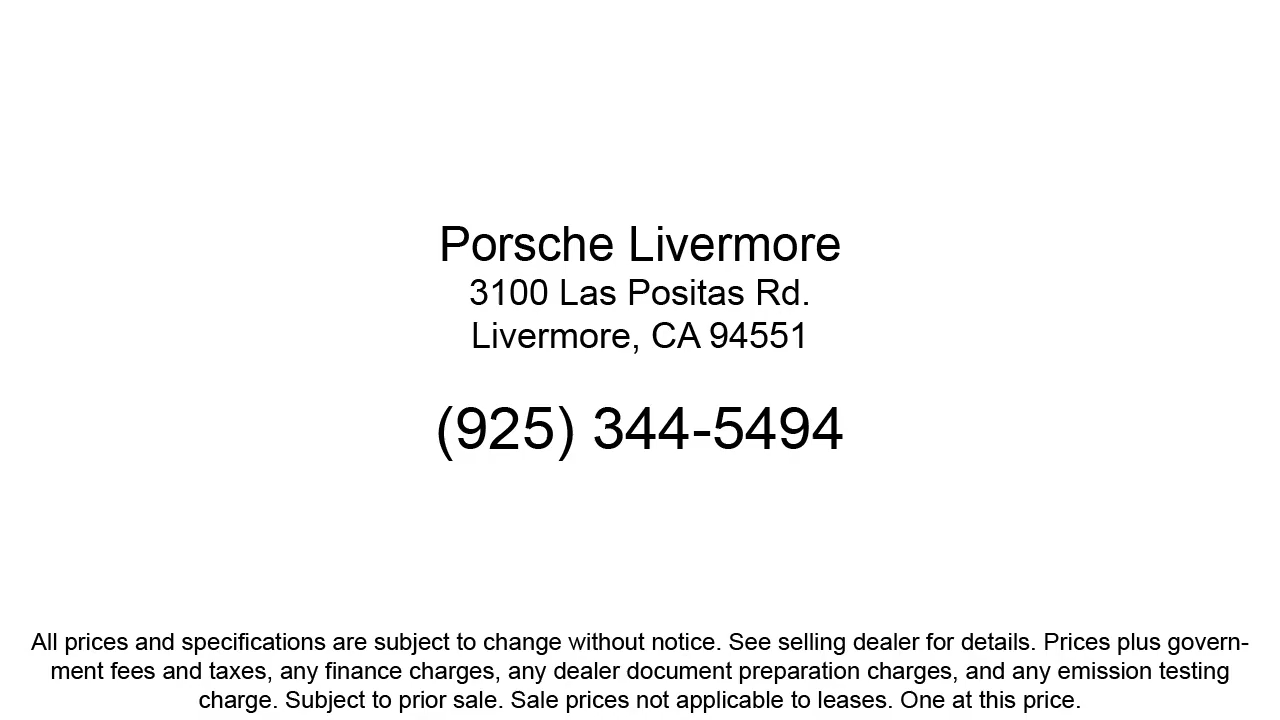 Porsche Livermore
3100 Las Positas Rd.
Livermore, CA 94551
(925) 344-5494
All prices and specifications are subject to change without notice. See selling dealer for details. Prices plus govern-
ment fees and taxes, any finance charges, any dealer document preparation charges, and any emission testing
charge. Subject to prior sale. Sale prices not applicable to leases. One at this price.